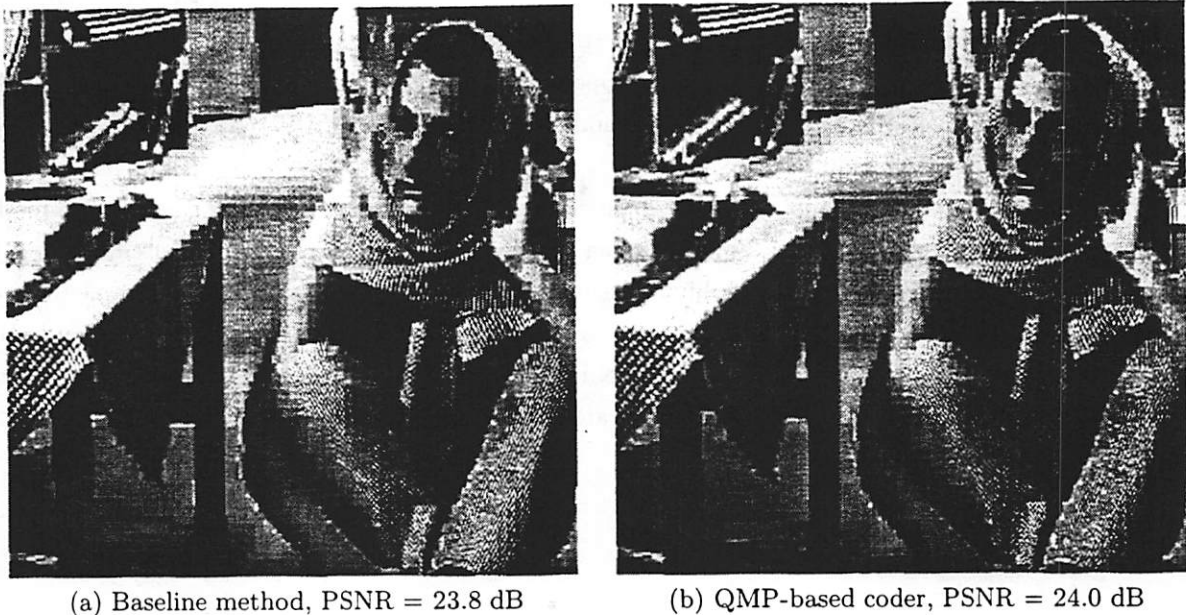 (a) Baseline method, PSNR = 23.8 dB
(b) QMP-based coder, PSNR = 24.0 dB